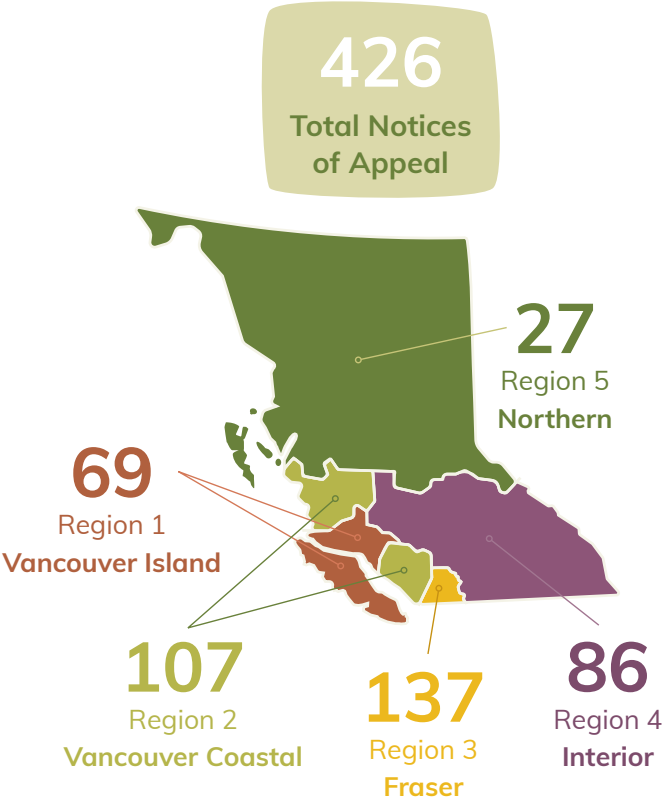 426
Total Notices
of Appeal
27
Region 5
Northern
69
Region 1
Vancouver Island
107
Region 2
Vancouver Coastal
137
Region 3
Fraser
86
Region 4
Interior